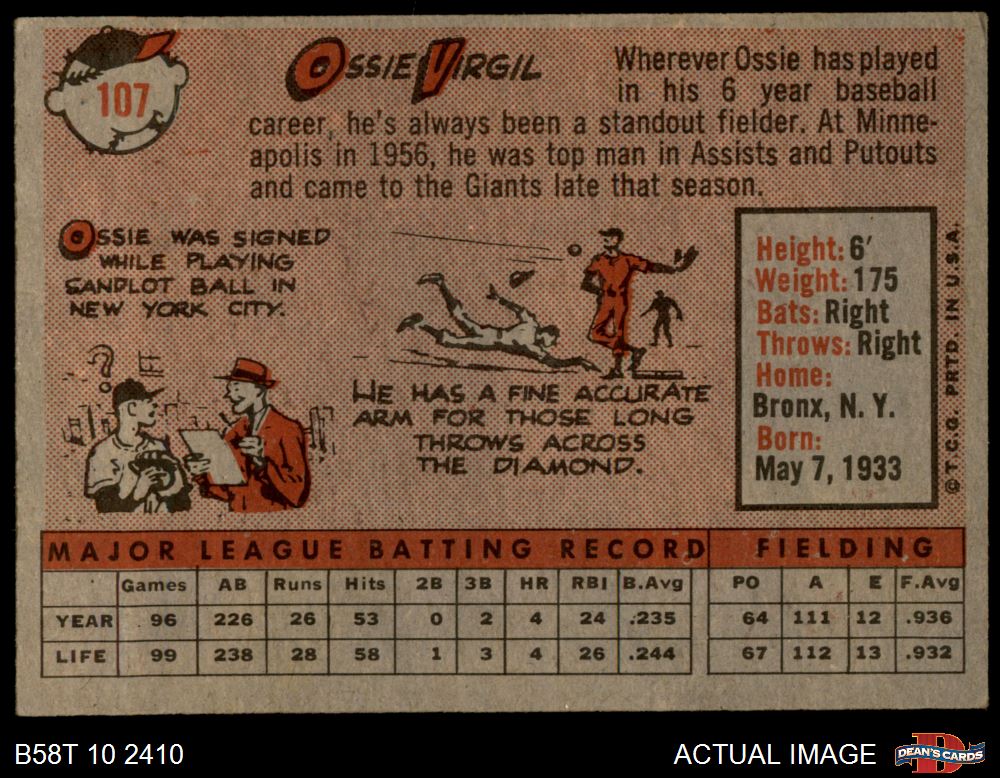 107
OSSIE VIRGIL
Wherever Ossie has played
in his 6 year baseball
career, he's always been a standout fielder. At Minne-
apolis in 1956, he was top man in Assists and Putouts
and came to the Giants late that season.
OSSIE WAS SIGNED
WHILE PLAYING
SANDLOT BALL IN
NEW YORK CITY.
HE HAS A FINE ACCURATE
ARM FOR THOSE LONG
THROWS ACROSS
THE DIAMOND.
Height: 6′
Weight: 175
Bats: Right
Throws: Right
Home:
Bronx, N. Y.
Born:
May 7, 1933
© T.C.G. PRTD. IN U.S.A.
MAJOR LEAGUE BATTING RECORD FIELDING
Games AB Runs Hits 2B 3B HR RBI B.Avg PO A E F.Avg
YEAR 96 226 26 53 0 2 4 24 .235 64 111 12 .936
LIFE 99 238 28 58 1 3 4 26 .244 67 112 13 .932
B58T 10 2410
ACTUAL IMAGE
DEAN'S CARDS